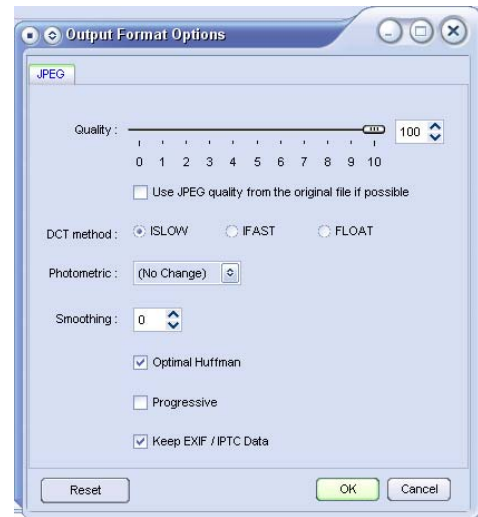 Output Format Options
JPEG
Quality : 100
0 1 2 3 4 5 6 7 8 9 10
Use JPEG quality from the original file if possible
DCT method : ISLOW IFAST FLOAT
Photometric : (No Change)
Smoothing : 0
Optimal Huffman
Progressive
Keep EXIF / IPTC Data
Reset OK Cancel